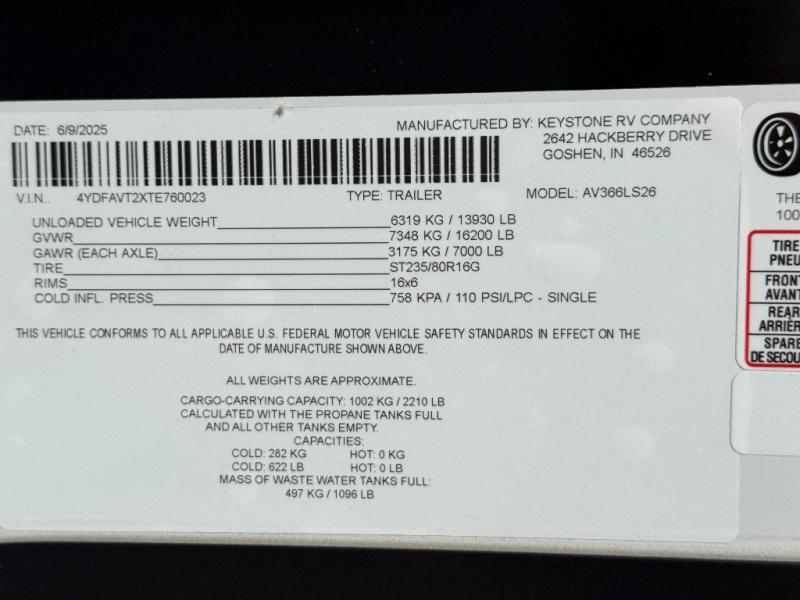 DATE: 6/9/2025
MANUFACTURED BY: KEYSTONE RV COMPANY
2642 HACKBERRY DRIVE
GOSHEN, IN 46526
V.I.N.. 4YDFAVT2XTE760023 TYPE: TRAILER MODEL: AV366LS26
UNLOADED VEHICLE WEIGHT 6319 KG / 13930 LB
GVWR 7348 KG / 16200 LB
GAWR (EACH AXLE) 3175 KG / 7000 LB
TIRE ST235/80R16G
RIMS 16x6
COLD INFL. PRESS 758 KPA / 110 PSI/LPC - SINGLE
THIS VEHICLE CONFORMS TO ALL APPLICABLE U.S. FEDERAL MOTOR VEHICLE SAFETY STANDARDS IN EFFECT ON THE
DATE OF MANUFACTURE SHOWN ABOVE.
ALL WEIGHTS ARE APPROXIMATE.
CARGO-CARRYING CAPACITY: 1002 KG / 2210 LB
CALCULATED WITH THE PROPANE TANKS FULL
AND ALL OTHER TANKS EMPTY.
CAPACITIES:
COLD: 282 KG HOT: 0 KG
COLD: 622 LB HOT: 0 LB
MASS OF WASTE WATER TANKS FULL:
497 KG / 1096 LB
THE
100
TIRE
PNEU
FRONT
AVANT
REAR
ARRIÈR
SPARE
DE SECOU